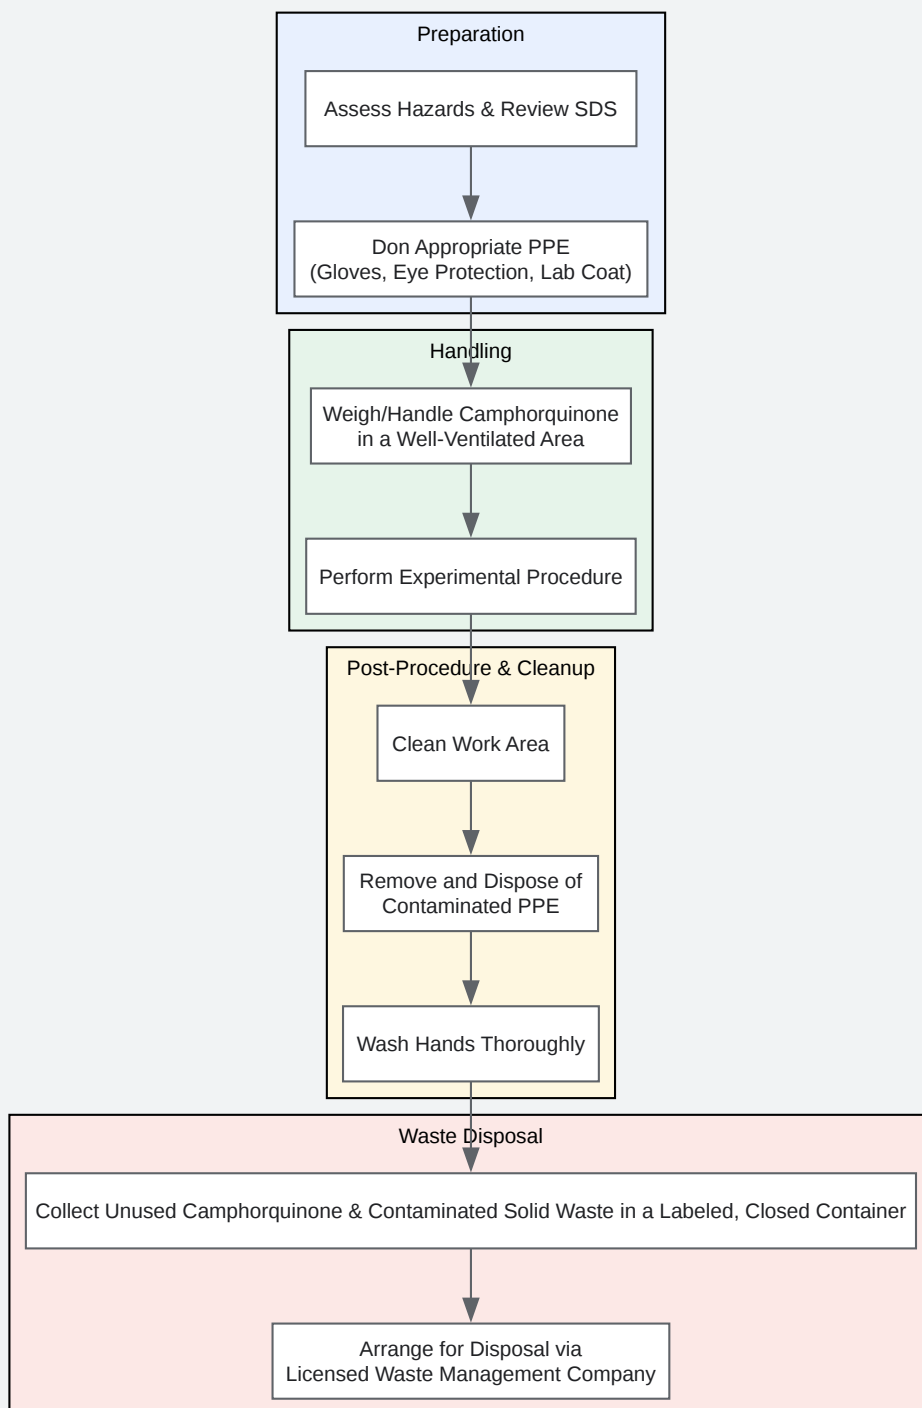 Preparation
Assess Hazards & Review SDS
Don Appropriate PPE
(Gloves, Eye Protection, Lab Coat)
Handling
Weigh/Handle Camphorquinone
in a Well-Ventilated Area
Perform Experimental Procedure
Post-Procedure & Cleanup
Clean Work Area
Remove and Dispose of
Contaminated PPE
Wash Hands Thoroughly
Waste Disposal
Collect Unused Camphorquinone & Contaminated Solid Waste in a Labeled, Closed Container
Arrange for Disposal via
Licensed Waste Management Company